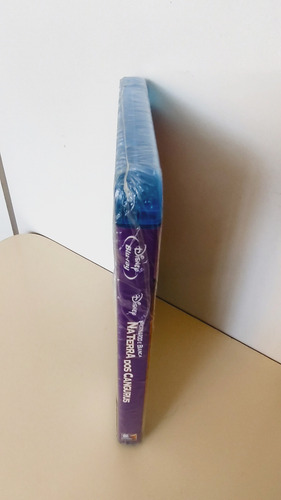 Disney
Blu-ray
Disney
BERNARDO E BIANCA
NA TERRA DOS CANGURUS